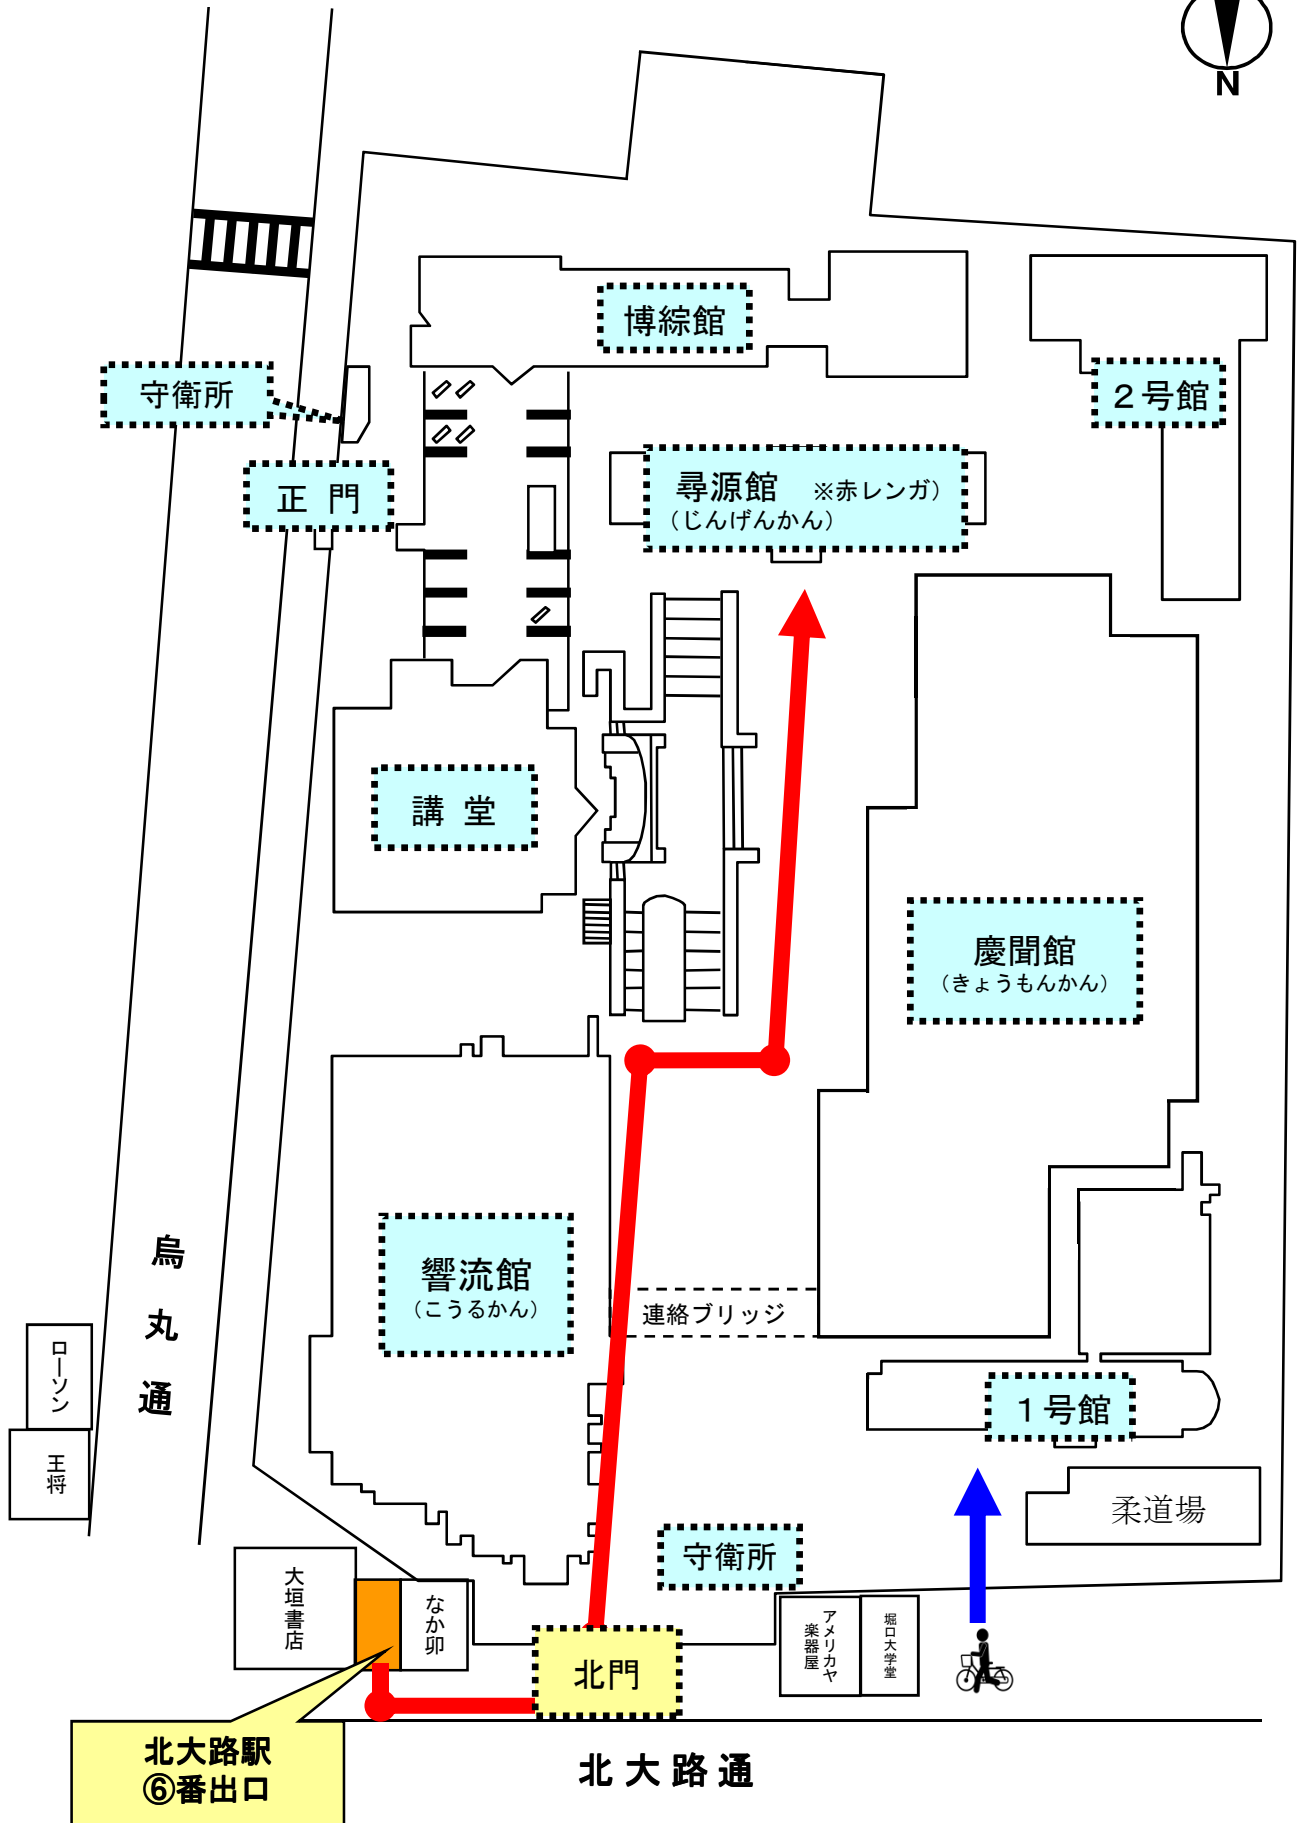 N
博綜館
守衛所
2号館
正 門
尋源館 ※赤レンガ）
（じんげんかん）
講 堂
慶聞館
（きょうもんかん）
烏丸通
響流館
（こうるかん）
連絡ブリッジ
ローソン
王将
1号館
柔道場
守衛所
大垣書店
なか卯
アメリカヤ
楽器屋
堀口大学堂
北門
北大路駅
⑥番出口
北大路通